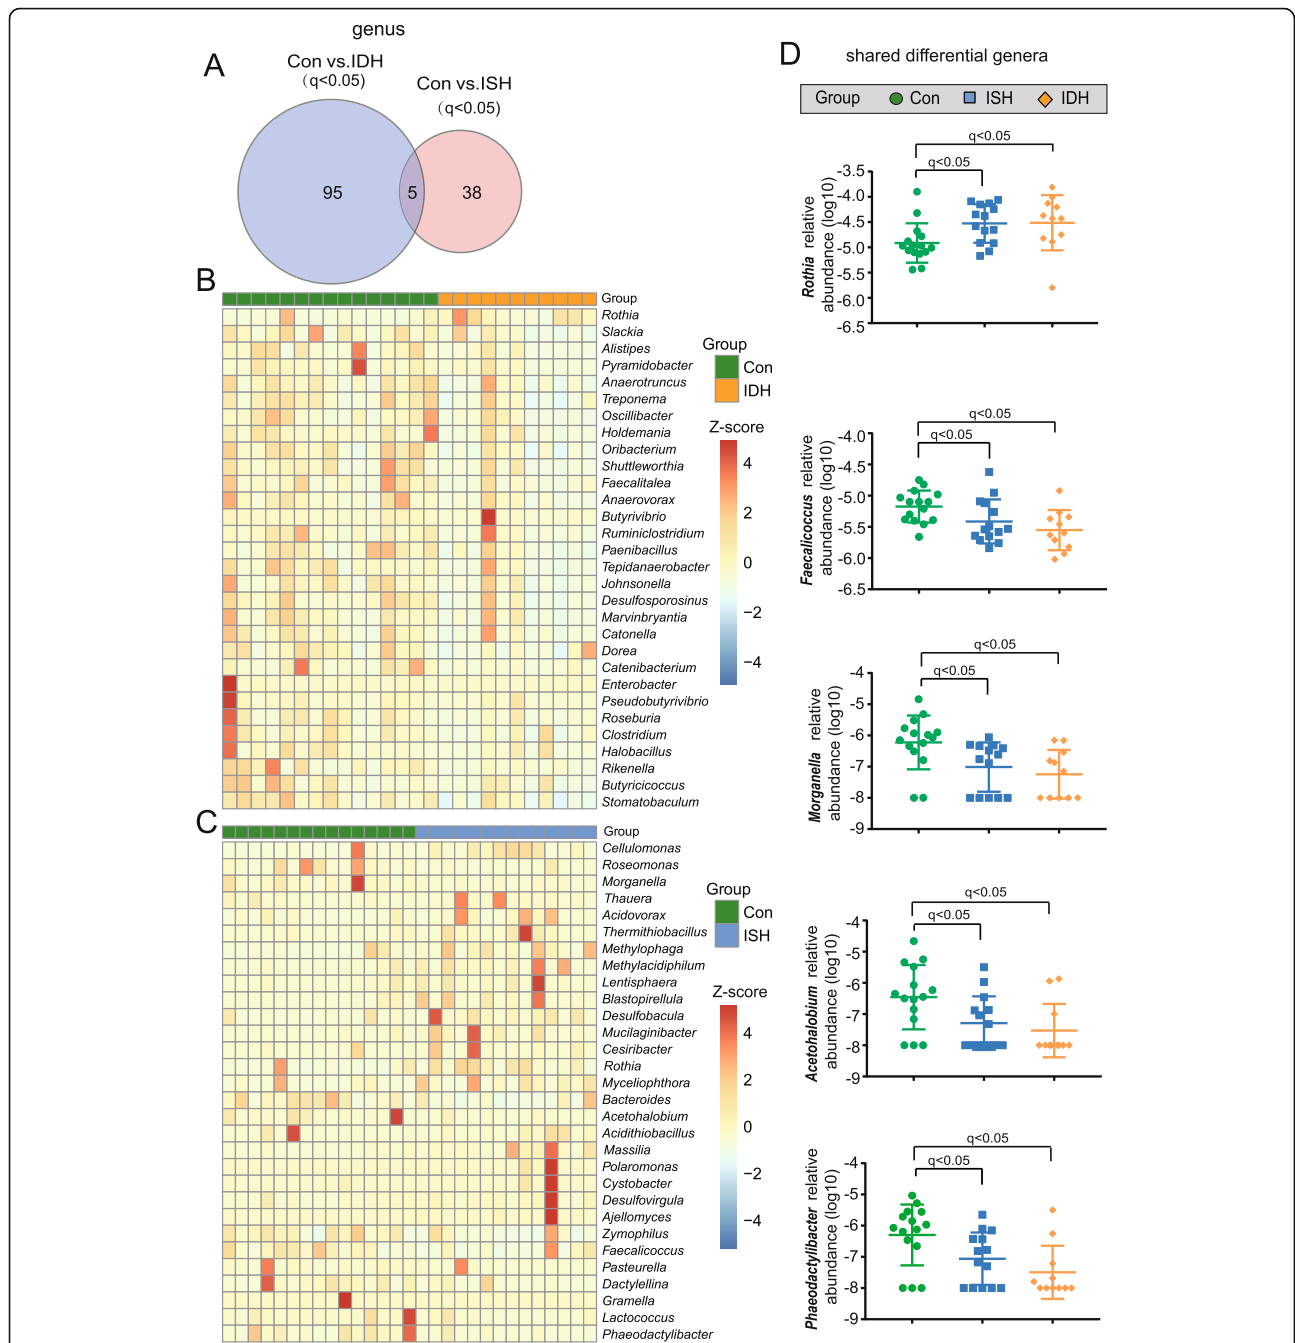 genus
A
Con vs.IDH
(q<0.05)
Con vs.ISH
(q<0.05)
95
5
38
B
Group
Rothia
Slackia
Alistipes
Pyramidobacter
Anaerotruncus
Treponema
Oscillibacter
Holdemania
Oribacterium
Shuttleworthia
Faecalitalea
Anaerovorax
Butyrivibrio
Ruminiclostridium
Paenibacillus
Tepidanaerobacter
Johnsonella
Desulfosporosinus
Marvinbryantia
Catonella
Dorea
Catenibacterium
Enterobacter
Pseudobutyrivibrio
Roseburia
Clostridium
Halobacillus
Rikenella
Butyricicoccus
Stomatobaculum
Group
Con
IDH
Z-score
4
2
0
−2
−4
C
Group
Cellulomonas
Roseomonas
Morganella
Thauera
Acidovorax
Thermithiobacillus
Methylophaga
Methylacidiphilum
Lentisphaera
Blastopirellula
Desulfobacula
Mucilaginibacter
Cesiribacter
Rothia
Myceliophthora
Bacteroides
Acetohalobium
Acidithiobacillus
Massilia
Polaromonas
Cystobacter
Desulfovirgula
Ajellomyces
Zymophilus
Faecalicoccus
Pasteurella
Dactylellina
Gramella
Lactococcus
Phaeodactylibacter
Group
Con
ISH
Z-score
4
2
0
−2
−4
D
shared differential genera
Group Con ISH IDH
q<0.05
q<0.05
Rothia relative
abundance (log10)
-3.5
-4.0
-4.5
-5.0
-5.5
-6.0
-6.5
q<0.05
q<0.05
Faecalicoccus relative
abundance (log10)
-4.0
-4.5
-5.0
-5.5
-6.0
-6.5
q<0.05
q<0.05
Morganella relative
abundance (log10)
-4
-5
-6
-7
-8
-9
q<0.05
q<0.05
Acetohalobium relative
abundance (log10)
-4
-5
-6
-7
-8
-9
q<0.05
q<0.05
Phaeodactylibacter relative
abundance (log10)
-4
-5
-6
-7
-8
-9